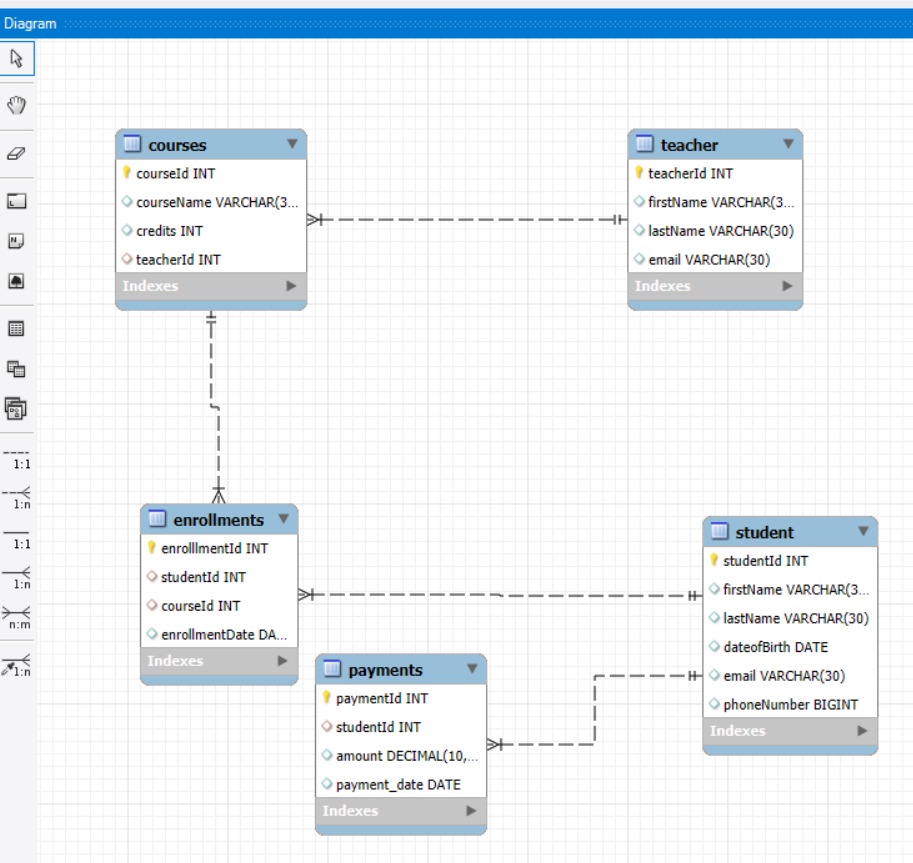 Diagram
courses
courseId INT
courseName VARCHAR(3...
credits INT
teacherId INT
Indexes
teacher
teacherId INT
firstName VARCHAR(3...
lastName VARCHAR(30)
email VARCHAR(30)
Indexes
1:1
1:n
1:1
1:n
n:m
1:n
enrollments
enrolllmentId INT
studentId INT
courseId INT
enrollmentDate DA...
Indexes
payments
paymentId INT
studentId INT
amount DECIMAL(10,...
payment_date DATE
Indexes
student
studentId INT
firstName VARCHAR(3...
lastName VARCHAR(30)
dateofBirth DATE
email VARCHAR(30)
phoneNumber BIGINT
Indexes